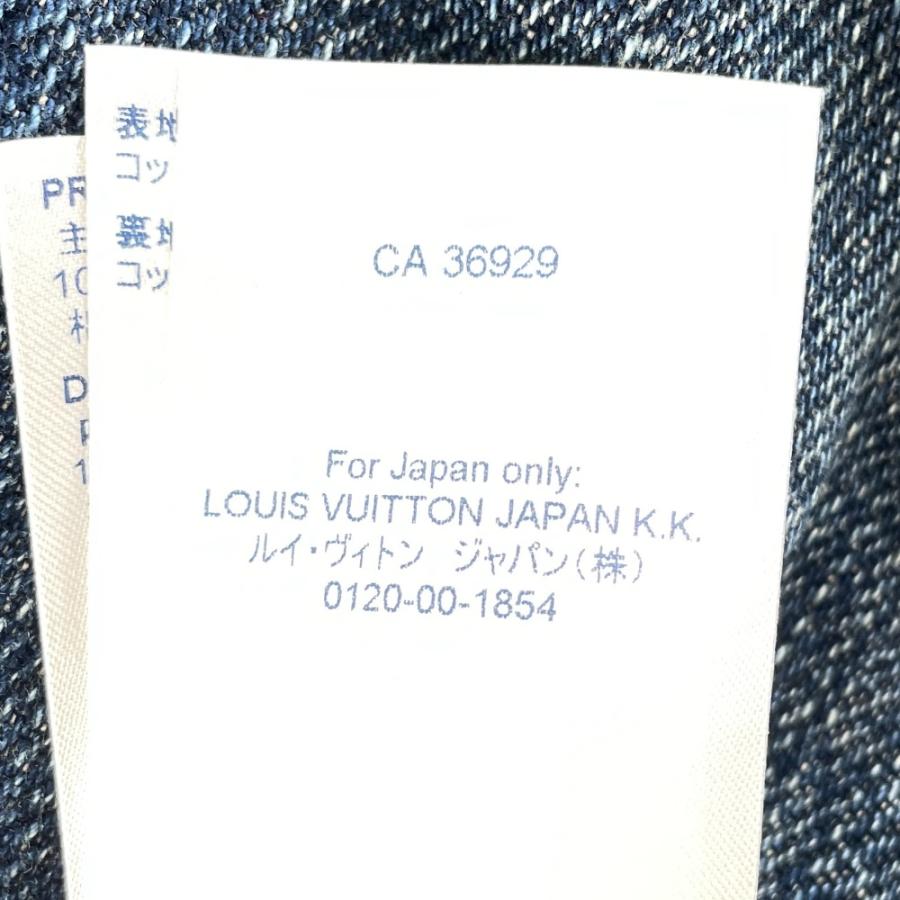 表地
コッ
裏地
コッ
CA 36929
For Japan only:
LOUIS VUITTON JAPAN K.K.
ルイ・ヴィトン ジャパン(株)
0120-00-1854
PR
主
10
D
1